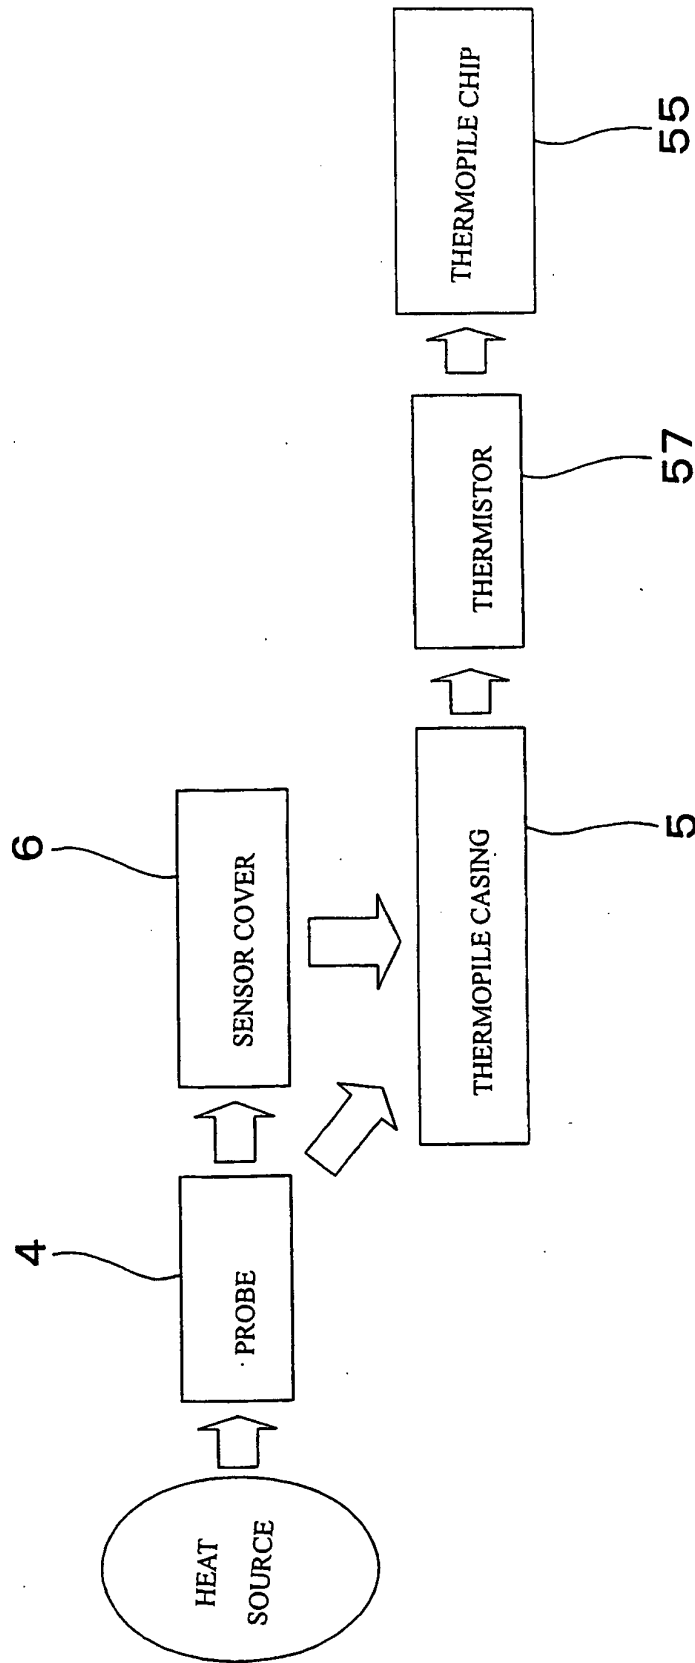 HEAT
SOURCE
PROBE
4
SENSOR COVER
6
THERMOPILE CASING
5
THERMISTOR
57
THERMOPILE CHIP
55